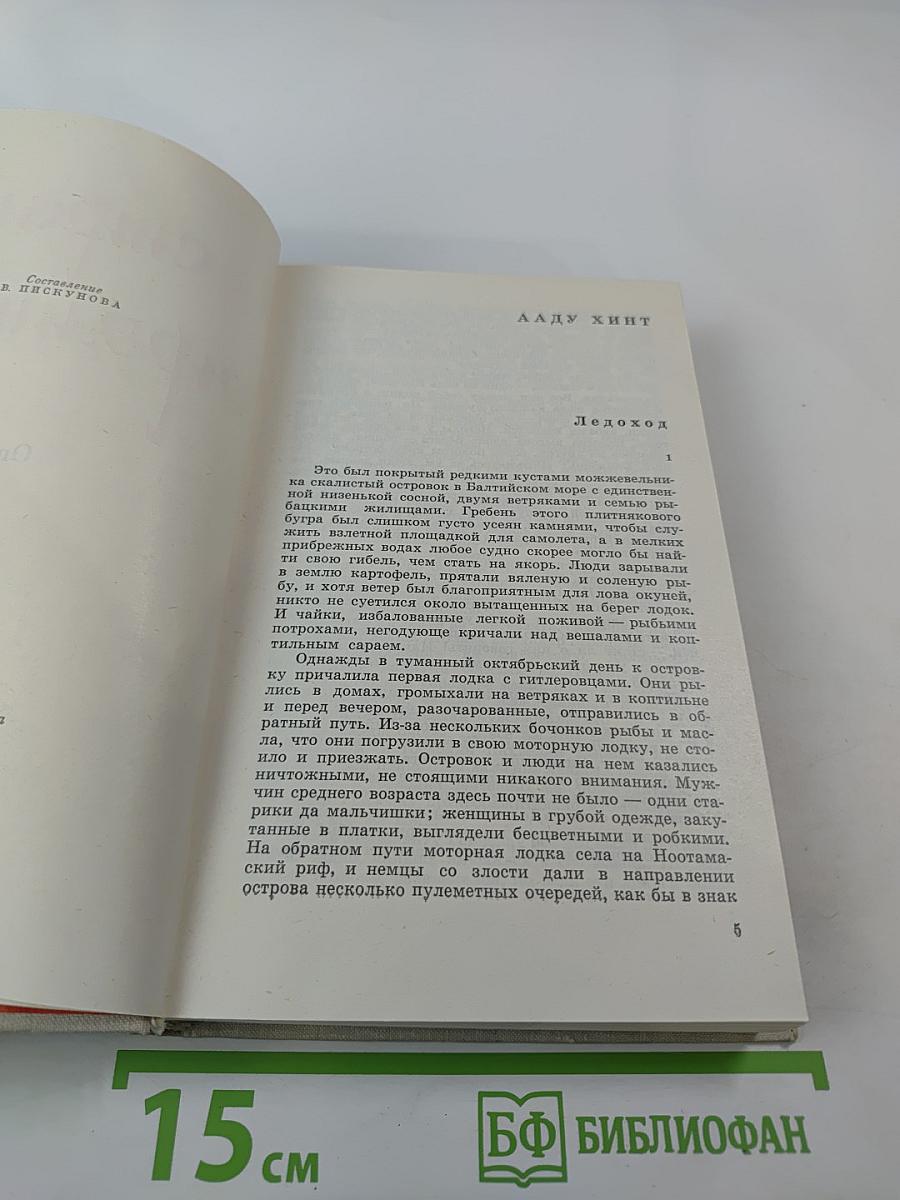 Составление
В. ПИСКУНОВА
ААДУ ХИНТ
Ледоход
1
Это был покрытый редкими кустами можжевельни-
ка скалистый островок в Балтийском море с единствен-
ной низенькой сосной, двумя ветряками и семью ры-
бацкими жилищами. Гребень этого плитнякового
бугра был слишком густо усеян камнями, чтобы слу-
жить взлетной площадкой для самолета, а в мелких
прибрежных водах любое судно скорее могло бы най-
ти свою гибель, чем стать на якорь. Люди зарывали
в землю картофель, прятали вяленую и соленую ры-
бу, и хотя ветер был благоприятным для лова окуней,
никто не суетился около вытащенных на берег лодок.
И чайки, избалованные легкой поживой — рыбьими
потрохами, негодующе кричали над вешалами и коп-
тильным сараем.
Однажды в туманный октябрьский день к остров-
ку причалила первая лодка с гитлеровцами. Они ры-
лись в домах, громыхали на ветряках и в коптильне
и перед вечером, разочарованные, отправились в об-
ратный путь. Из-за нескольких бочонков рыбы и мас-
ла, что они погрузили в свою моторную лодку, не сто-
ило и приезжать. Островок и люди на нем казались
ничтожными, не стоящими никакого внимания. Муж-
чин среднего возраста здесь почти не было — одни ста-
рики да мальчишки; женщины в грубой одежде, заку-
танные в платки, выглядели бесцветными и робкими.
На обратном пути моторная лодка села на Ноотама-
аский риф, и немцы со злости дали в направлении
острова несколько пулеметных очередей, как бы в знак
5
15 см
БФ БИБЛИОФАН